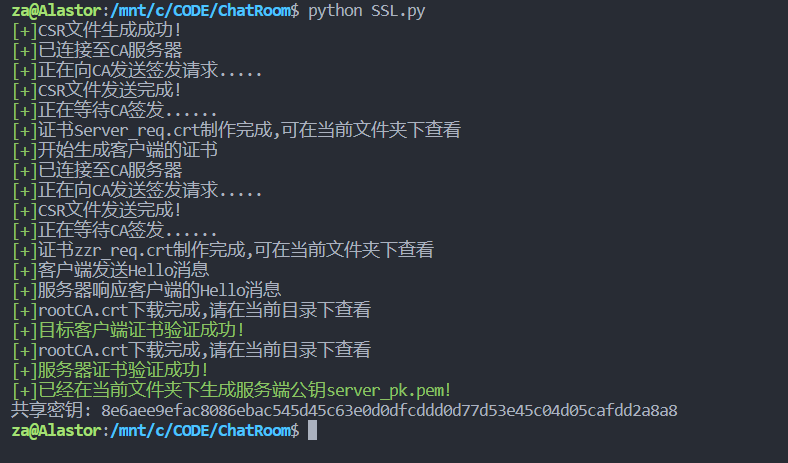 za@Alastor:/mnt/c/CODE/ChatRoom$ python SSL.py
[+]CSR文件生成成功!
[+]已连接至CA服务器
[+]正在向CA发送签发请求.....
[+]CSR文件发送完成!
[+]正在等待CA签发......
[+]证书Server_req.crt制作完成,可在当前文件夹下查看
[+]开始生成客户端的证书
[+]已连接至CA服务器
[+]正在向CA发送签发请求.....
[+]CSR文件发送完成!
[+]正在等待CA签发......
[+]证书zzr_req.crt制作完成,可在当前文件夹下查看
[+]客户端发送Hello消息
[+]服务器响应客户端的Hello消息
[+]rootCA.crt下载完成,请在当前目录下查看
[+]目标客户端证书验证成功!
[+]rootCA.crt下载完成,请在当前目录下查看
[+]服务器证书验证成功!
[+]已经在当前文件夹下生成服务端公钥server_pk.pem!
共享密钥: 8e6aee9efac8086ebac545d45c63e0d0dfcddd0d77d53e45c04d05cafdd2a8a8
za@Alastor:/mnt/c/CODE/ChatRoom$